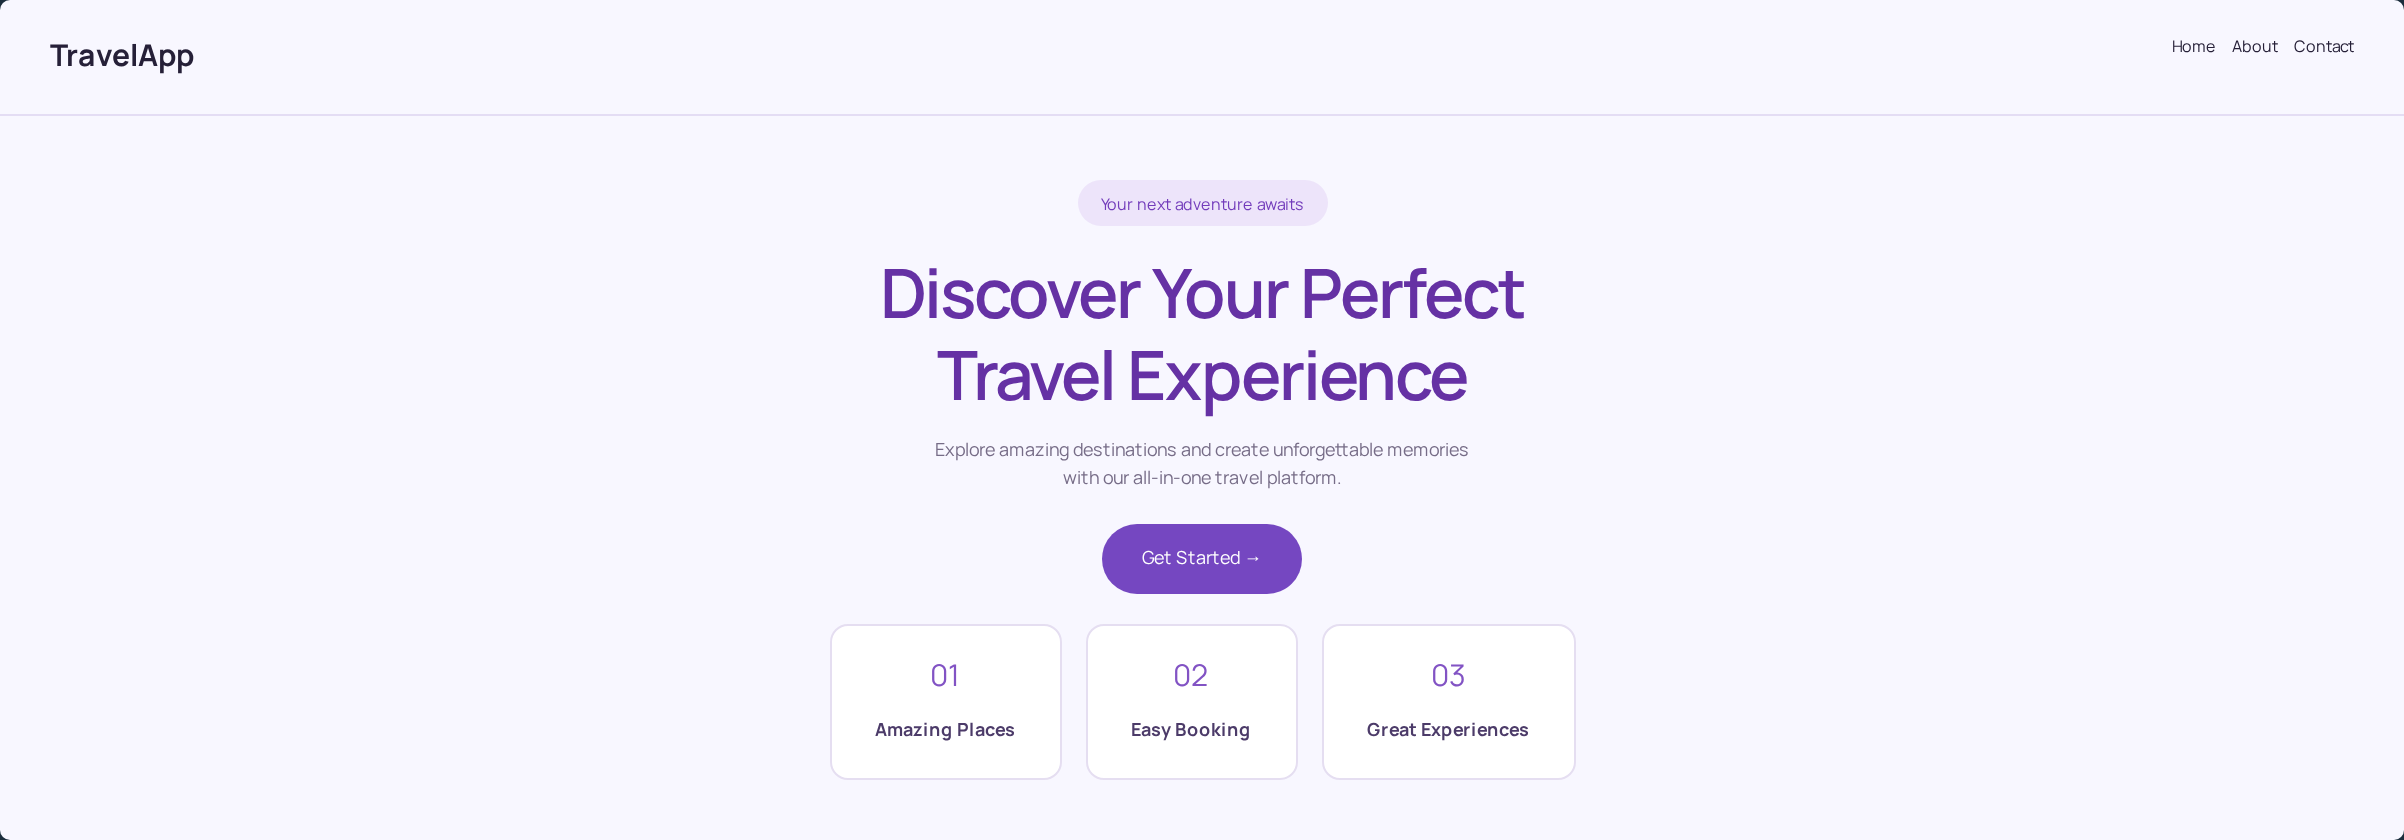 TravelApp
Home About Contact
Your next adventure awaits
Discover Your Perfect
Travel Experience
Explore amazing destinations and create unforgettable memories
with our all-in-one travel platform.
Get Started →
01
Amazing Places
02
Easy Booking
03
Great Experiences